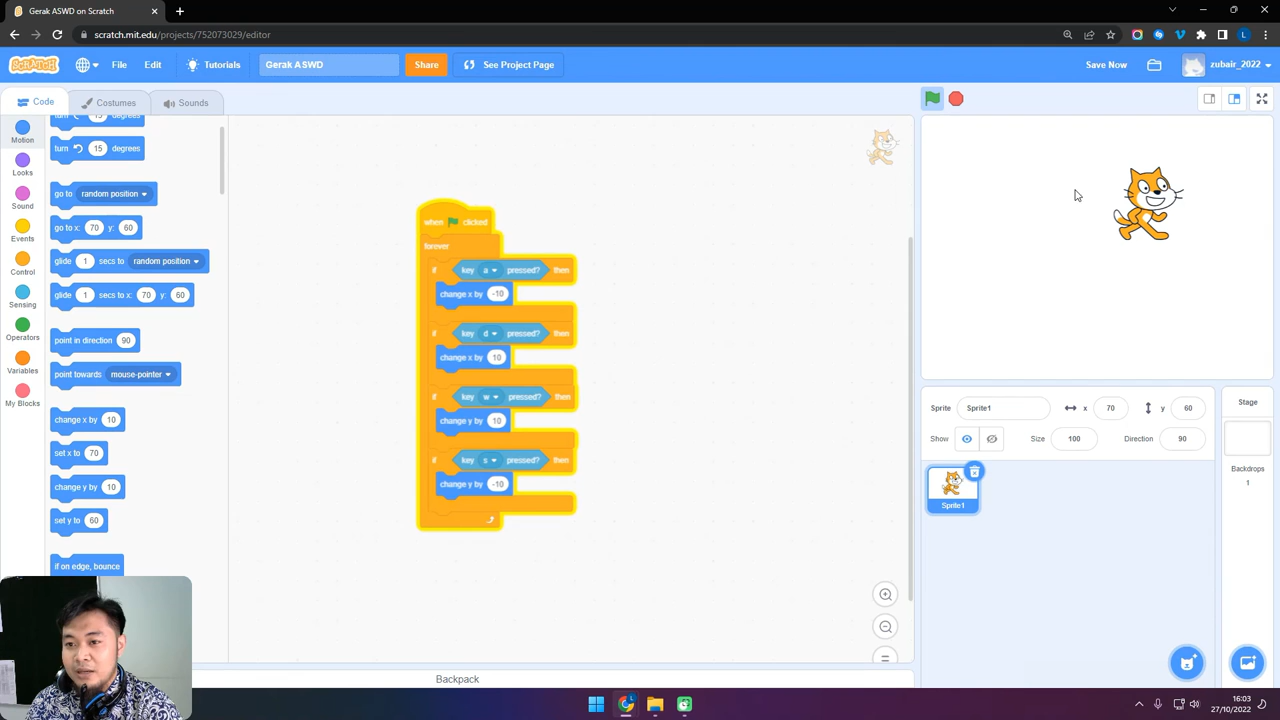 Gerak ASWD
scratch.mit.edu/projects/752073029/editor
L
SCRATCH
File
Edit
Tutorials
Gerak ASWD
Share
See Project Page
Save Now
zubair_2022
Code
Costumes
Sounds
Motion
Looks
Sound
Events
Control
Sensing
Operators
Variables
My Blocks
turn 15 degrees
turn 15 degrees
go to random position
go to x: 70 y: 60
glide 1 secs to random position
glide 1 secs to x: 70 y: 60
point in direction 90
point towards mouse-pointer
change x by 10
set x to 70
change y by 10
set y to 60
if on edge, bounce
when clicked
forever
if key a pressed? then
change x by -10
if key d pressed? then
change x by 10
if key w pressed? then
change y by 10
if key s pressed? then
change y by -10
Sprite Sprite1 x 70 y 60
Show Size 100 Direction 90
Sprite1
Stage
Backdrops
1
Backpack
16:03
27/10/2022